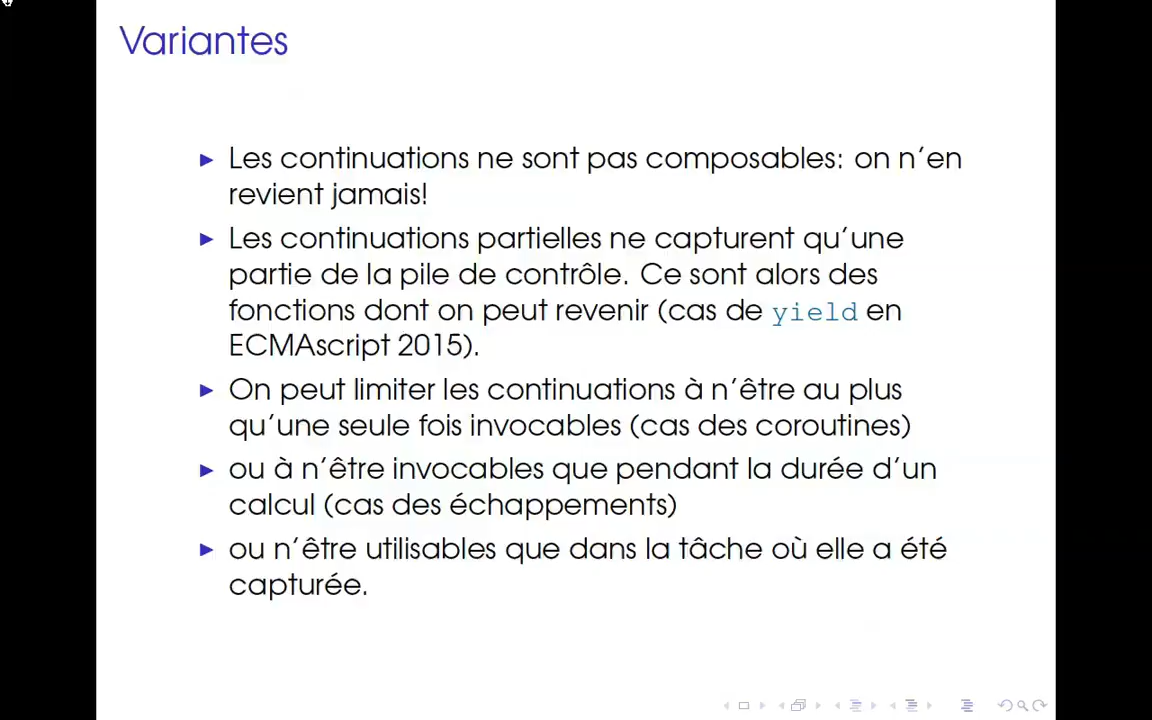 Variantes
Les continuations ne sont pas composables: on n'en
revient jamais!
Les continuations partielles ne capturent qu'une
partie de la pile de contrôle. Ce sont alors des
fonctions dont on peut revenir (cas de yield en
ECMAscript 2015).
On peut limiter les continuations à n'être au plus
qu'une seule fois invocables (cas des coroutines)
ou à n'être invocables que pendant la durée d'un
calcul (cas des échappements)
ou n'être utilisables que dans la tâche où elle a été
capturée.